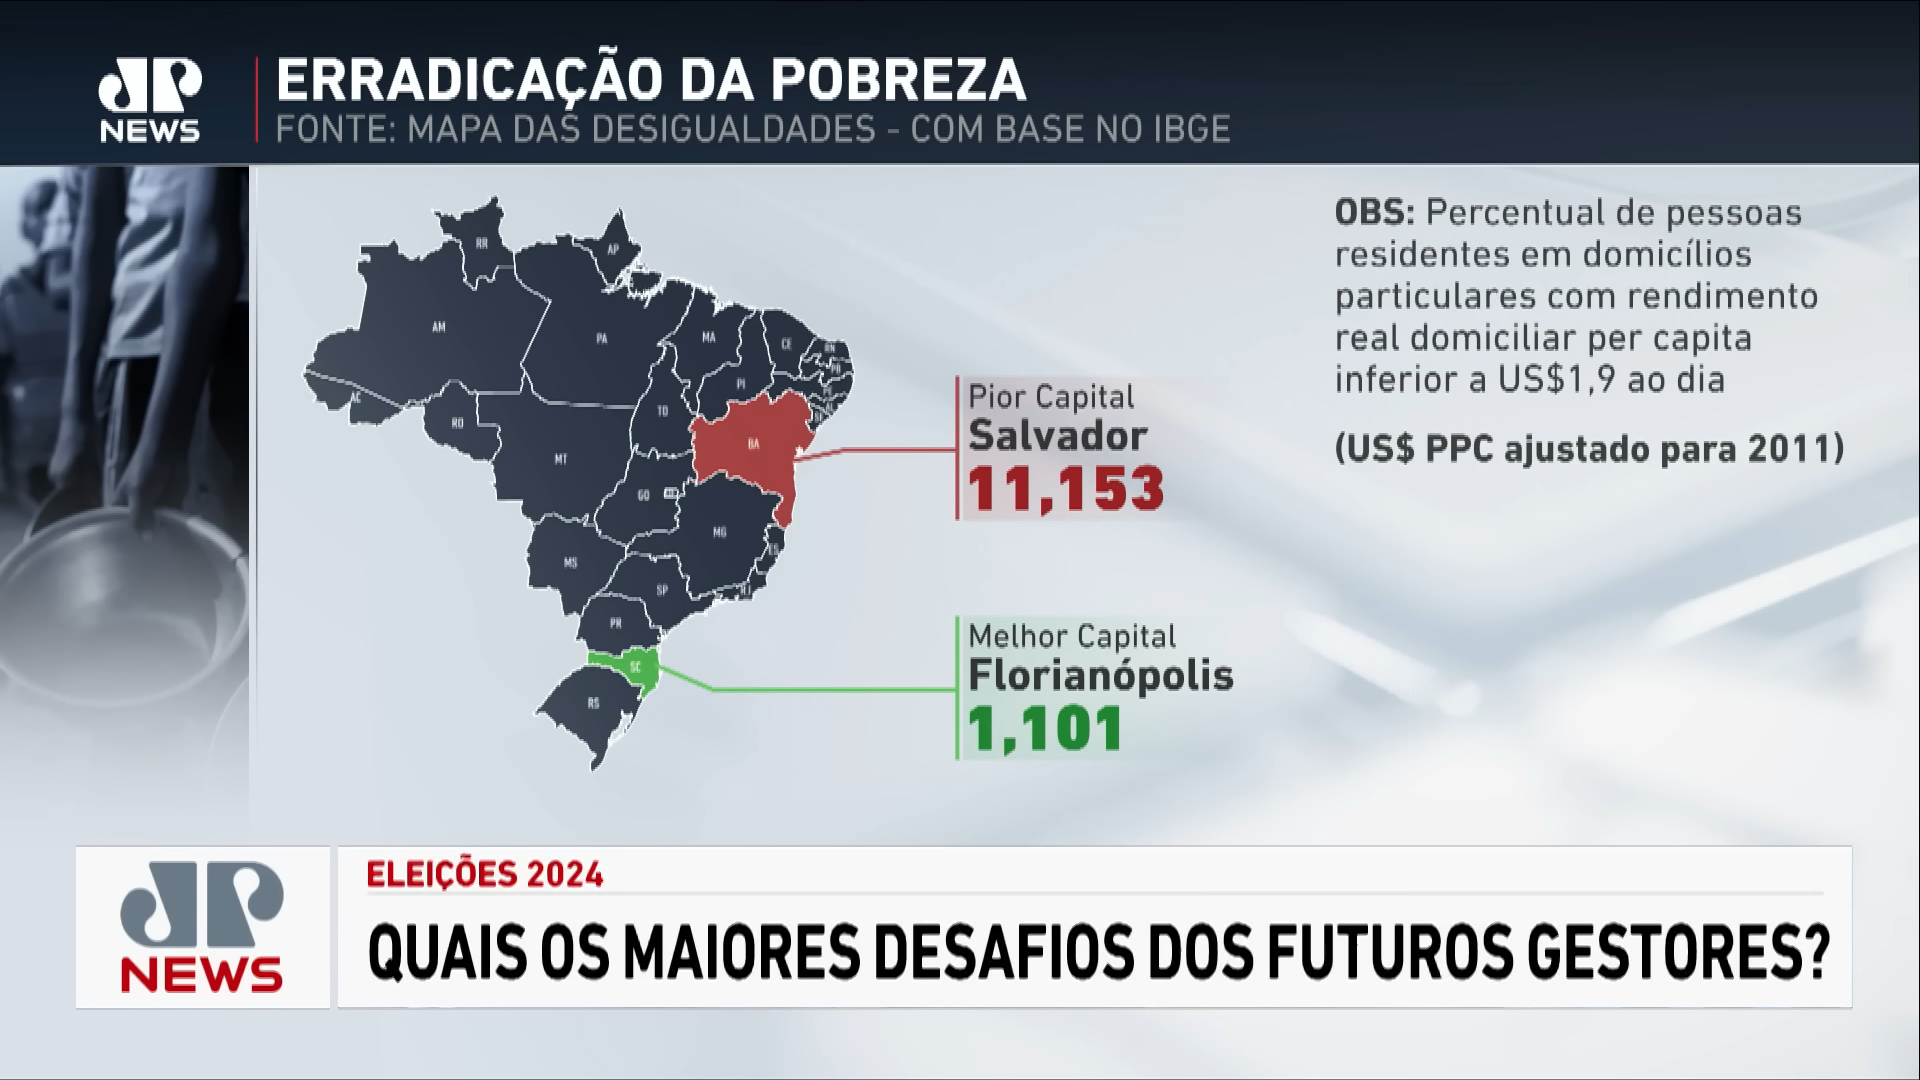 JP
NEWS
ERRADICAÇÃO DA POBREZA
FONTE: MAPA DAS DESIGUALDADES - COM BASE NO IBGE
OBS: Percentual de pessoas
residentes em domicílios
particulares com rendimento
real domiciliar per capita
inferior a US$1,9 ao dia
(US$ PPC ajustado para 2011)
RR
AP
AM
PA
MA
CE
RN
PB
PI
PE
AC
RO
TO
BA
MT
GO
MG
ES
MS
SP
RJ
PR
SC
RS
Pior Capital
Salvador
11,153
Melhor Capital
Florianópolis
1,101
JP
NEWS
ELEIÇÕES 2024
QUAIS OS MAIORES DESAFIOS DOS FUTUROS GESTORES?